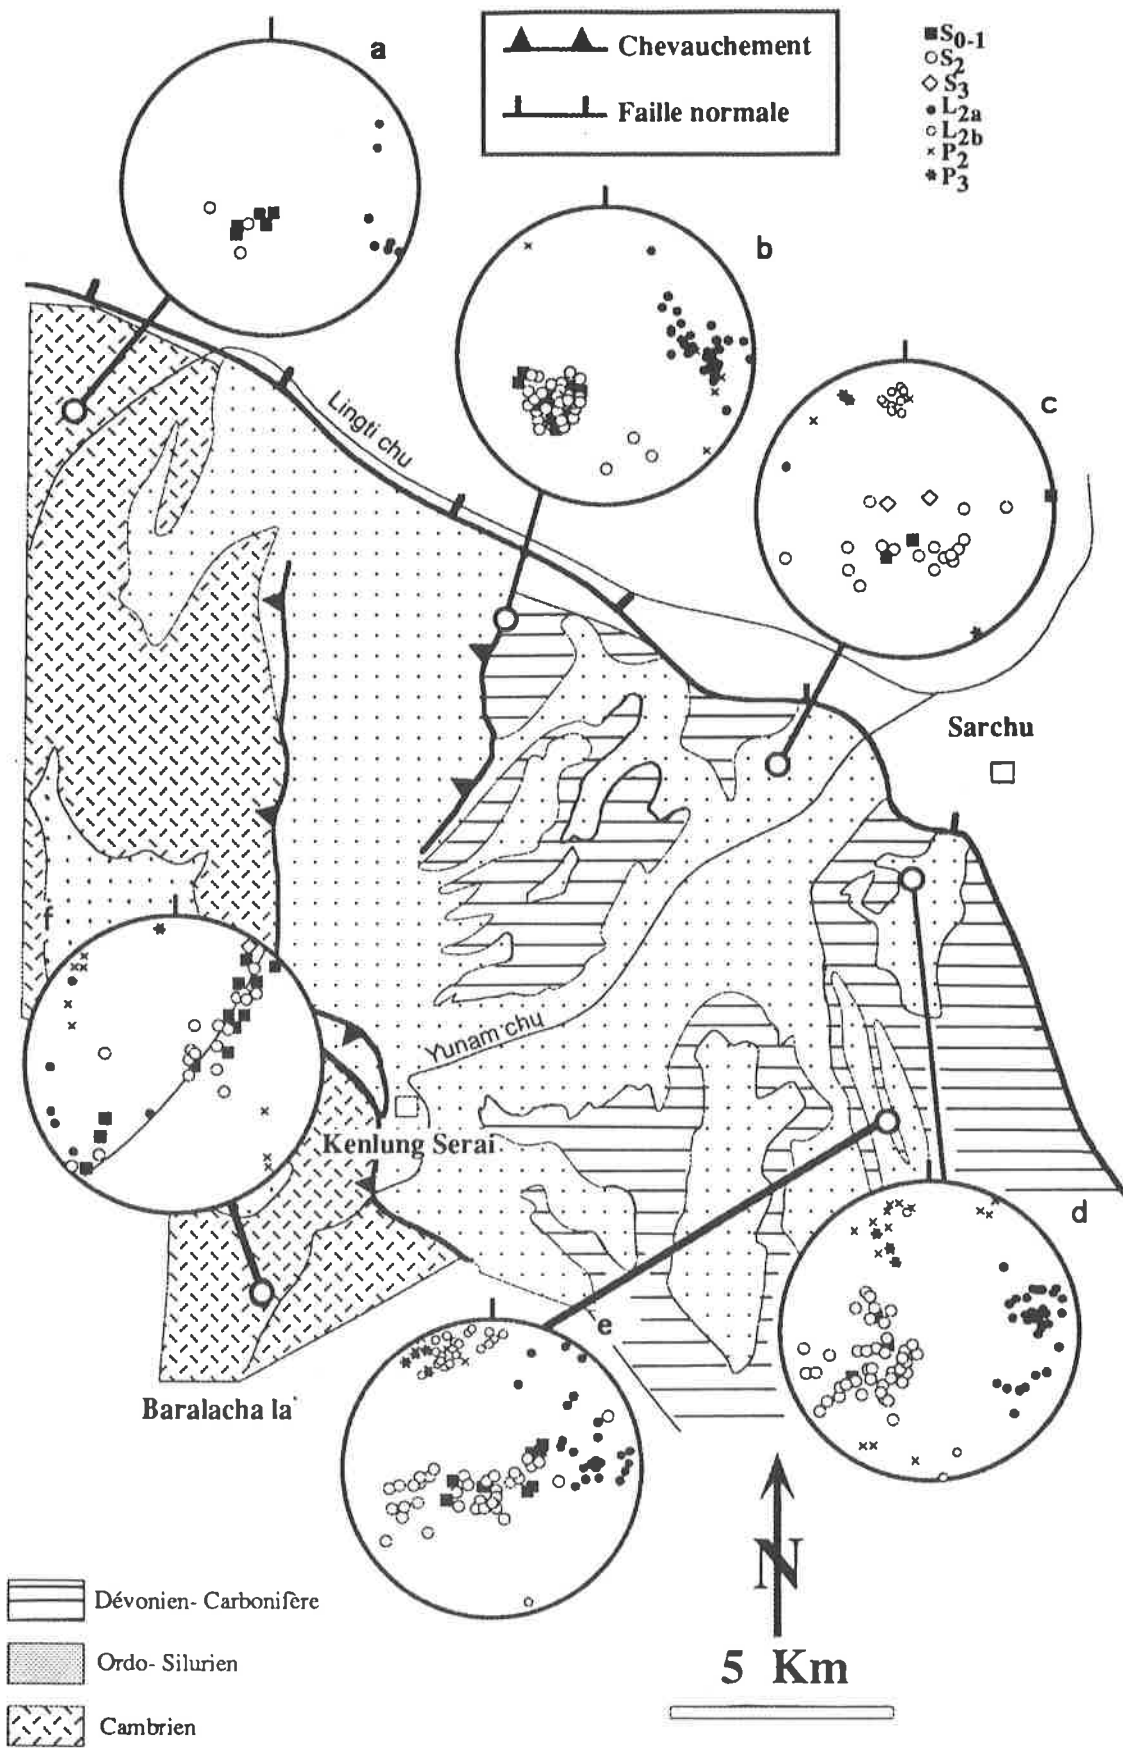 a
Chevauchement
Faille normale
S0-1
S2
S3
L2a
L2b
P2
P3
b
c
Lingti chu
Sarchu
f
Yunam chu
Kenlung Serai
d
e
Baralacha la
N
5 Km
Dévonien- Carbonifère
Ordo- Silurien
Cambrien